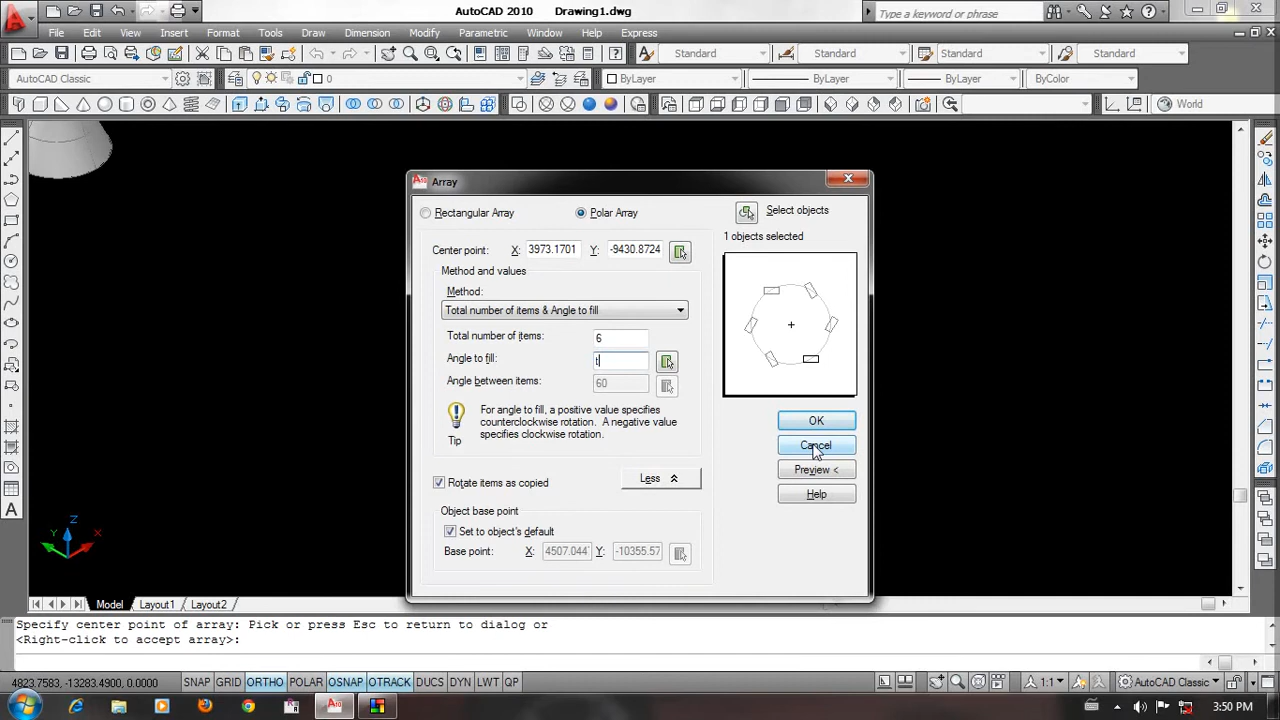 AutoCAD 2010 Drawing1.dwg Type a keyword or phrase
File Edit View Insert Format Tools Draw Dimension Modify Parametric Window Help Express
Standard Standard Standard Standard
AutoCAD Classic 0 ByLayer ByLayer ByLayer ByColor
World
Array
Rectangular Array Polar Array Select objects
1 objects selected
Center point: X: 3973.1701 Y: -9430.8724
Method and values
Method:
Total number of items & Angle to fill
Total number of items: 6
Angle to fill: t
Angle between items: 60
For angle to fill, a positive value specifies
counterclockwise rotation. A negative value
specifies clockwise rotation.
Tip
OK
Cancel
Preview <
Help
Rotate items as copied Less
Object base point
Set to object's default
Base point: X: 4507.044 Y: -10355.57
Z
Y X
A
Model Layout1 Layout2
Specify center point of array: Pick or press Esc to return to dialog or
<Right-click to accept array>:
4823.7583, -13283.4900, 0.0000 SNAP GRID ORTHO POLAR OSNAP OTRACK DUCS DYN LWT QP 1:1 AutoCAD Classic
3:50 PM